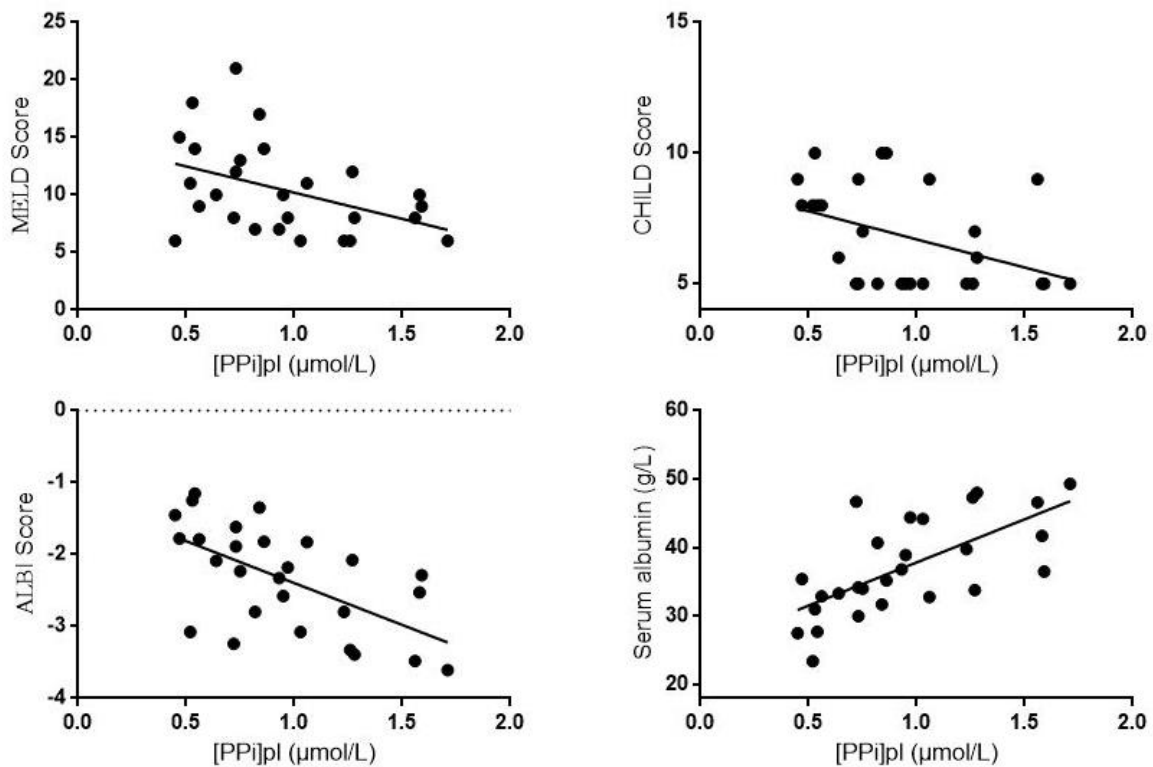 25
20
15
10
5
0
MELD Score
0.0 0.5 1.0 1.5 2.0
[PPi]pl (µmol/L)
15
10
5
CHILD Score
0.0 0.5 1.0 1.5 2.0
[PPi]pl (µmol/L)
0
-1
-2
-3
-4
ALBI Score
0.0 0.5 1.0 1.5 2.0
[PPi]pl (µmol/L)
60
50
40
30
20
Serum albumin (g/L)
0.0 0.5 1.0 1.5 2.0
[PPi]pl (µmol/L)